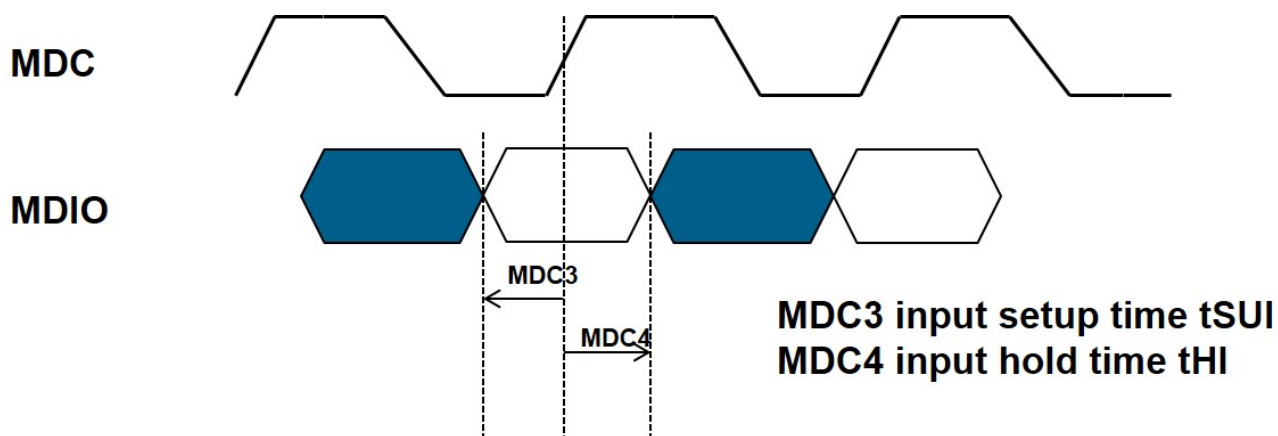 MDC
MDIO
MDC3
MDC4
MDC3 input setup time tSUI
MDC4 input hold time tHI